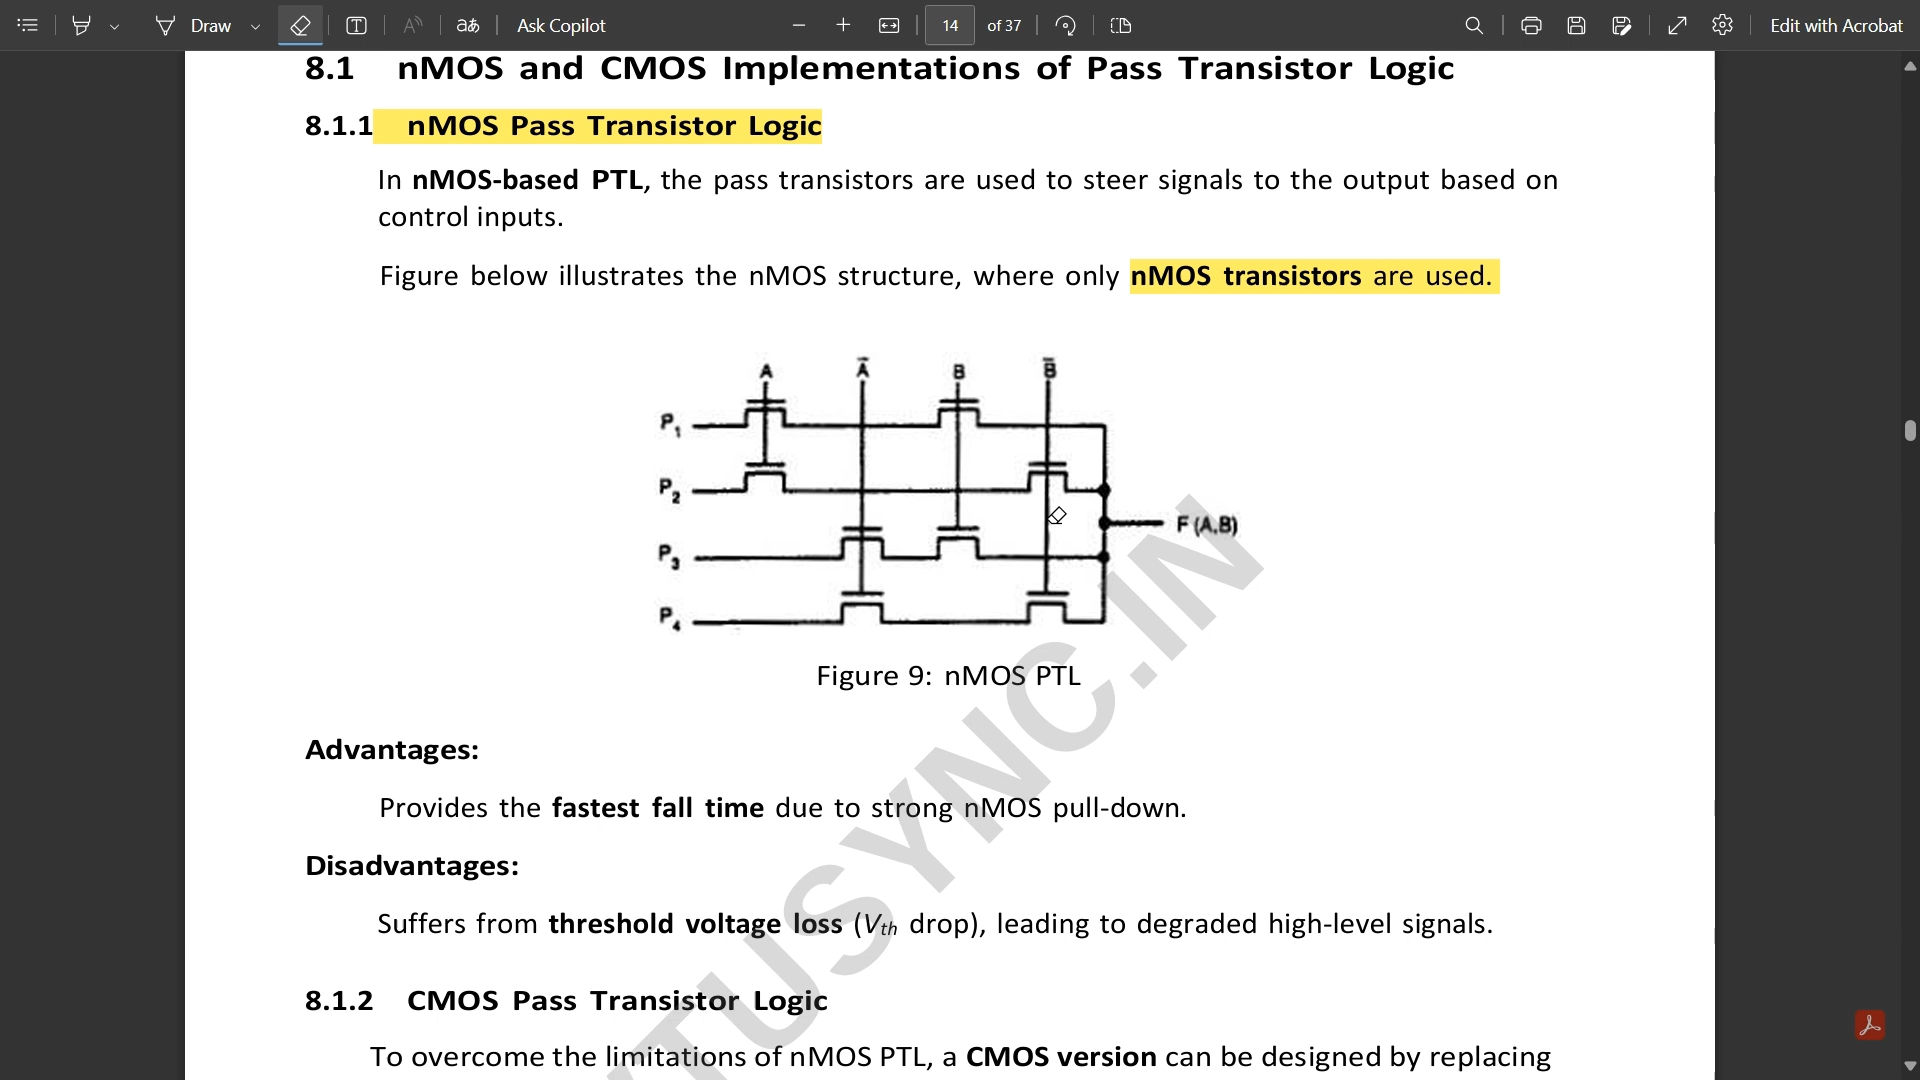 Draw
T
aあ
Ask Copilot
14
of 37
Edit with Acrobat
8.1 nMOS and CMOS Implementations of Pass Transistor Logic
8.1.1 nMOS Pass Transistor Logic
In nMOS-based PTL, the pass transistors are used to steer signals to the output based on
control inputs.
Figure below illustrates the nMOS structure, where only nMOS transistors are used.
A A̅ B B̅
P₁
P₂
F (A,B)
P₃
P₄
Figure 9: nMOS PTL
Advantages:
Provides the fastest fall time due to strong nMOS pull-down.
Disadvantages:
Suffers from threshold voltage loss (Vth drop), leading to degraded high-level signals.
8.1.2 CMOS Pass Transistor Logic
To overcome the limitations of nMOS PTL, a CMOS version can be designed by replacing
TUSYNC.IN